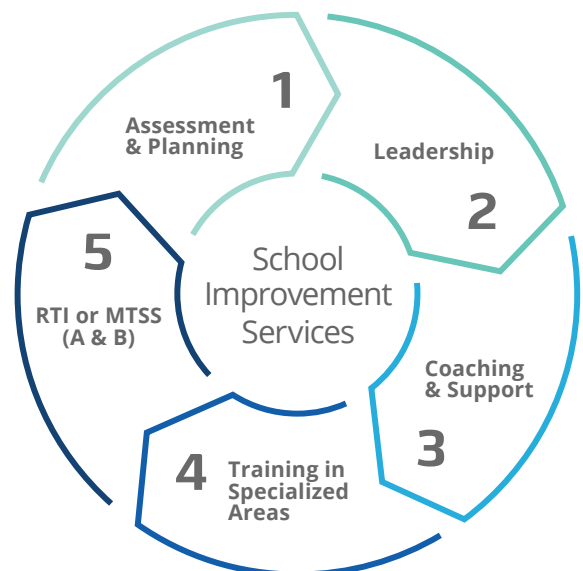 1
Assessment
& Planning
Leadership
2
School
Improvement
Services
Coaching
& Support
3
4
Training in
Specialized
Areas
5
RTI or MTSS
(A & B)